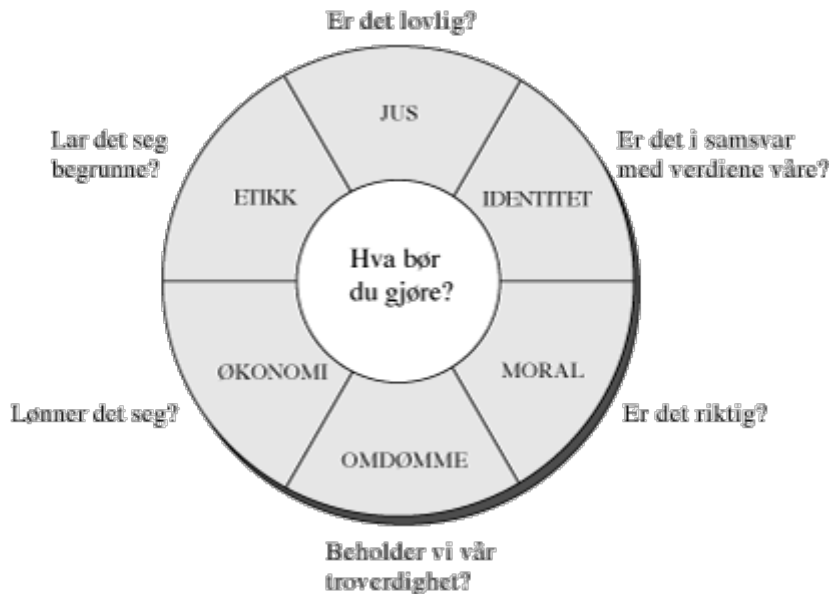 Er det lovlig?
JUS
Lar det seg
begrunne?
Er det i samsvar
med verdiene våre?
ETIKK
IDENTITET
Hva bør
du gjøre?
ØKONOMI
MORAL
Lønner det seg?
Er det riktig?
OMDØMME
Beholder vi vår
troverdighet?